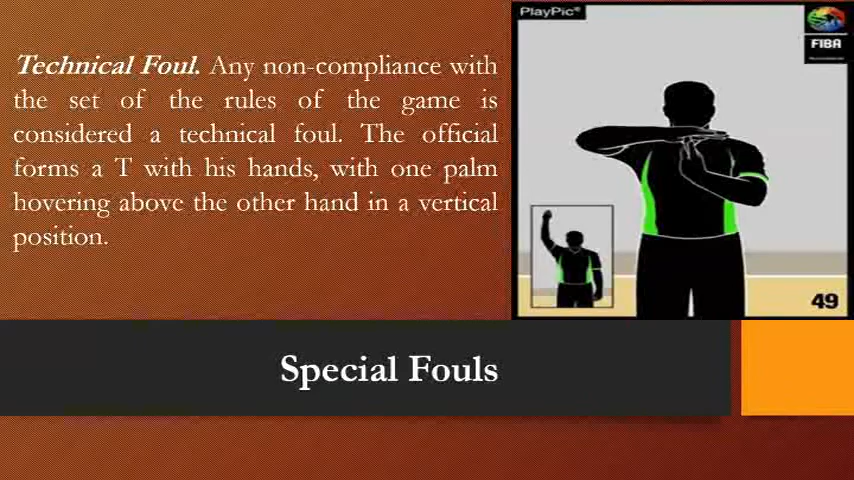 Technical Foul. Any non-compliance with
the set of the rules of the game is
considered a technical foul. The official
forms a T with his hands, with one palm
hovering above the other hand in a vertical
position.
PlayPic®
FIBA
49
Special Fouls